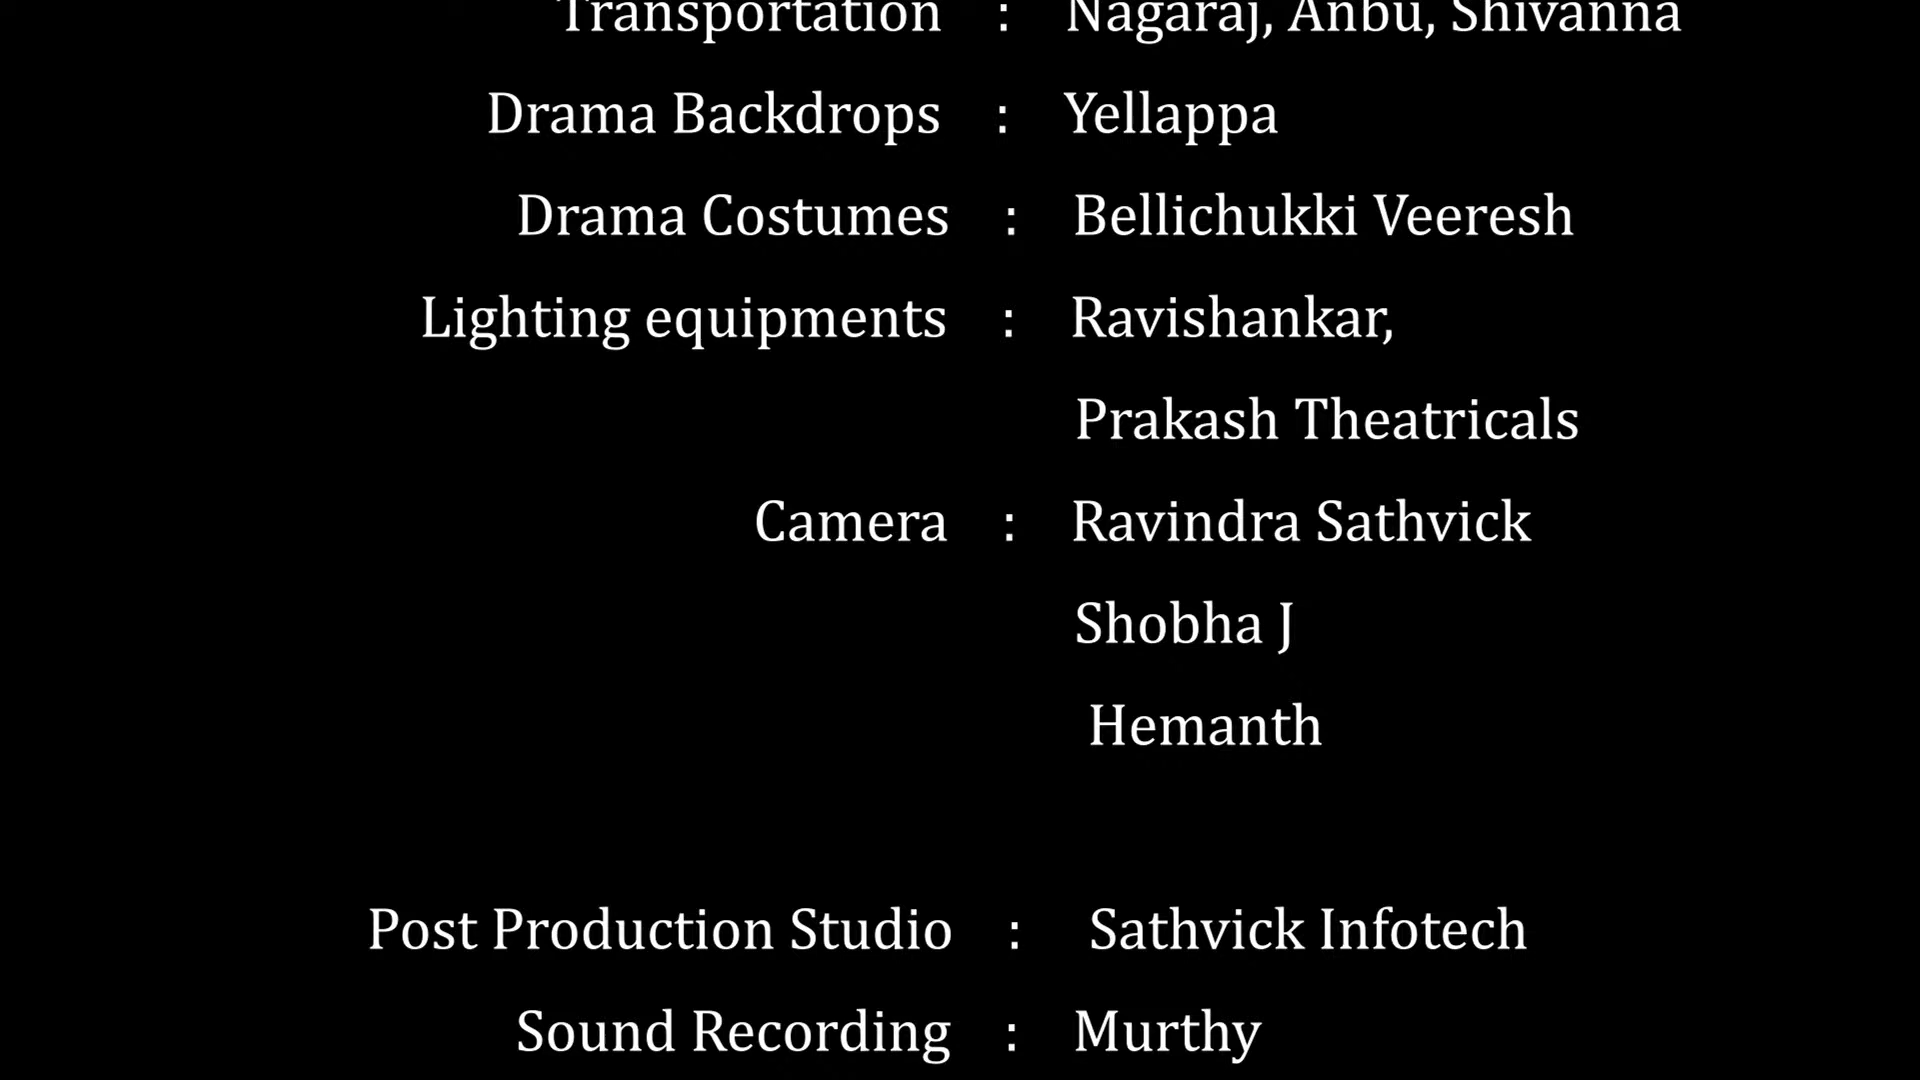 Transportation : Nagaraj, Anbu, Shivanna
Drama Backdrops : Yellappa
Drama Costumes : Bellichukki Veeresh
Lighting equipments : Ravishankar,
Prakash Theatricals
Camera : Ravindra Sathvick
Shobha J
Hemanth
Post Production Studio : Sathvick Infotech
Sound Recording : Murthy